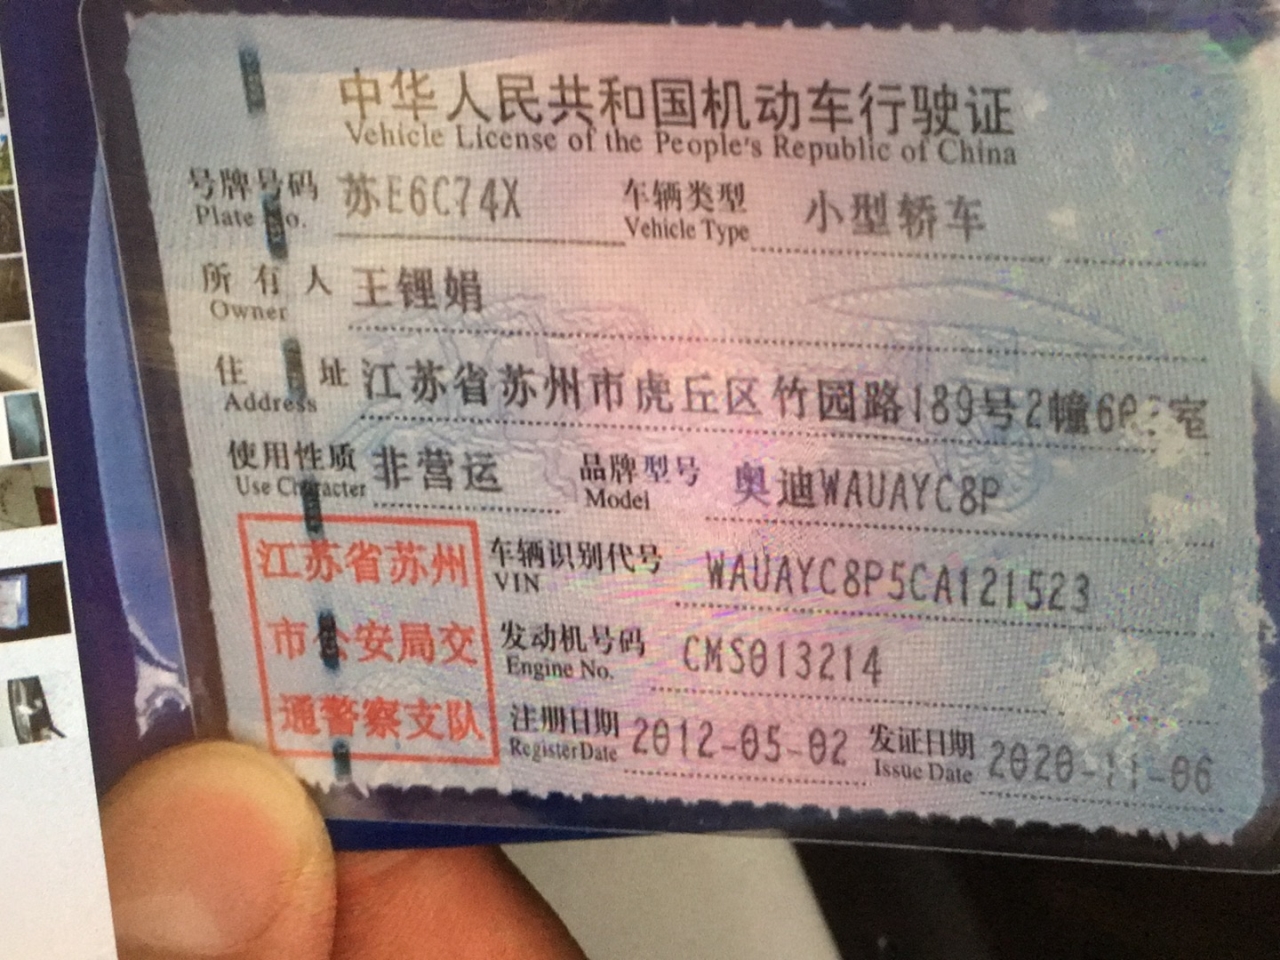 中华人民共和国机动车行驶证
Vehicle License of the People's Republic of China
号牌号码 苏E6C74X 车辆类型 小型轿车
Plate No. Vehicle Type
所有人 王锂娟
Owner
住址 江苏省苏州市虎丘区竹园路189号2幢室
Address
使用性质 非营运 品牌型号 奥迪WAUAYC8P
Use Character Model
江苏省苏州 车辆识别代号 WAUAYC8P5CA121523
VIN
市公安局交 发动机号码 CMS013214
Engine No.
通警察支队 注册日期 2012-05-02 发证日期 2020-11-06
Register Date Issue Date